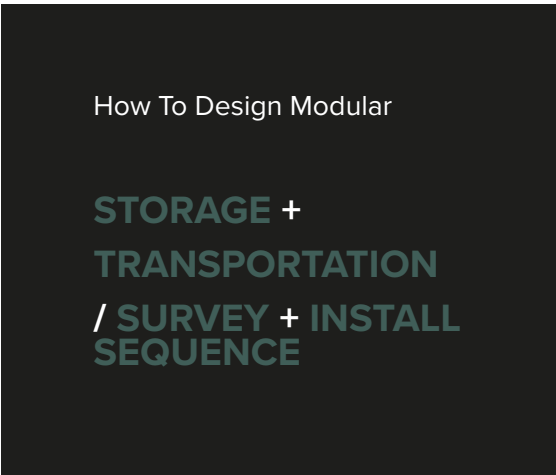 How To Design Modular
STORAGE +
TRANSPORTATION
/ SURVEY + INSTALL
SEQUENCE